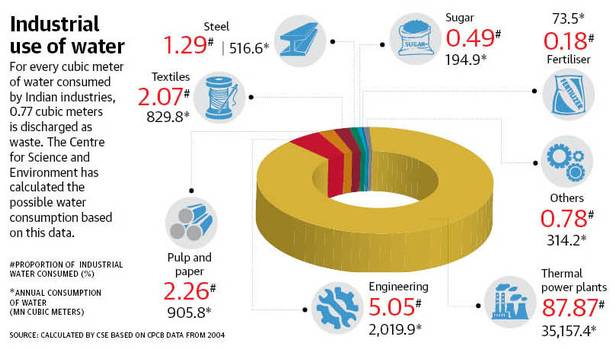 Industrial
use of water
For every cubic meter
of water consumed
by Indian industries,
0.77 cubic meters
is discharged as
waste. The Centre
for Science and
Environment has
calculated the
possible water
consumption based
on this data.
#PROPORTION OF INDUSTRIAL
WATER CONSUMED (%)
*ANNUAL CONSUMPTION
OF WATER
(MN CUBIC METERS)
SOURCE: CALCULATED BY CSE BASED ON CPCB DATA FROM 2004
Steel
1.29# | 516.6*
Textiles
2.07#
829.8*
Pulp and
paper
2.26#
905.8*
Engineering
5.05#
2,019.9*
Sugar
0.49#
194.9*
SUGAR
73.5*
0.18#
Fertiliser
FERTILIZER
Others
0.78#
314.2*
Thermal
power plants
87.87#
35,157.4*